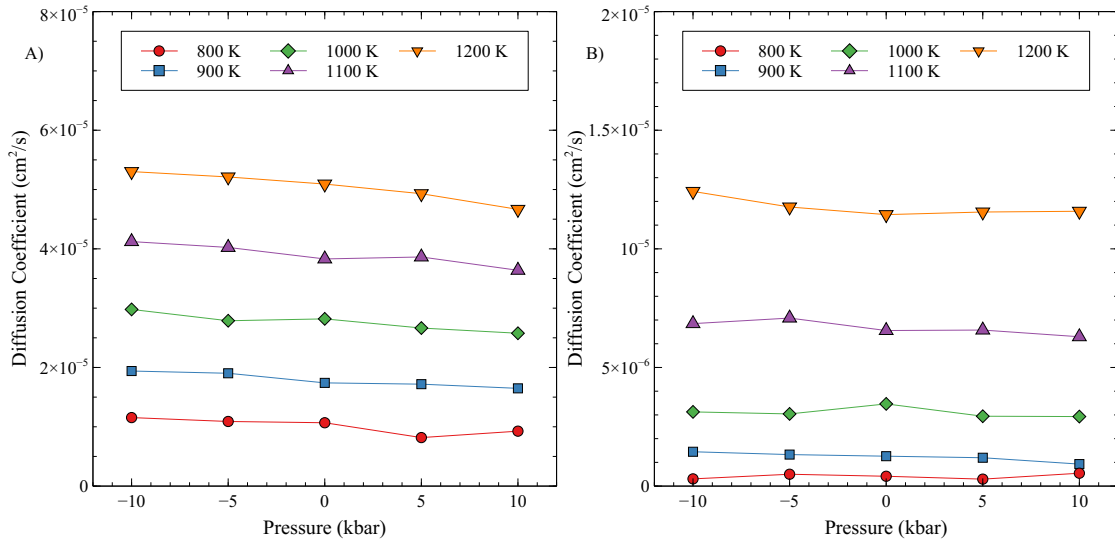 A)
800 K
1000 K
1200 K
900 K
1100 K
8×10⁻⁵
6×10⁻⁵
4×10⁻⁵
2×10⁻⁵
0
Diffusion Coefficient (cm²/s)
−10
−5
0
5
10
Pressure (kbar)
B)
800 K
1000 K
1200 K
900 K
1100 K
2×10⁻⁵
1.5×10⁻⁵
1×10⁻⁵
5×10⁻⁶
0
Diffusion Coefficient (cm²/s)
−10
−5
0
5
10
Pressure (kbar)